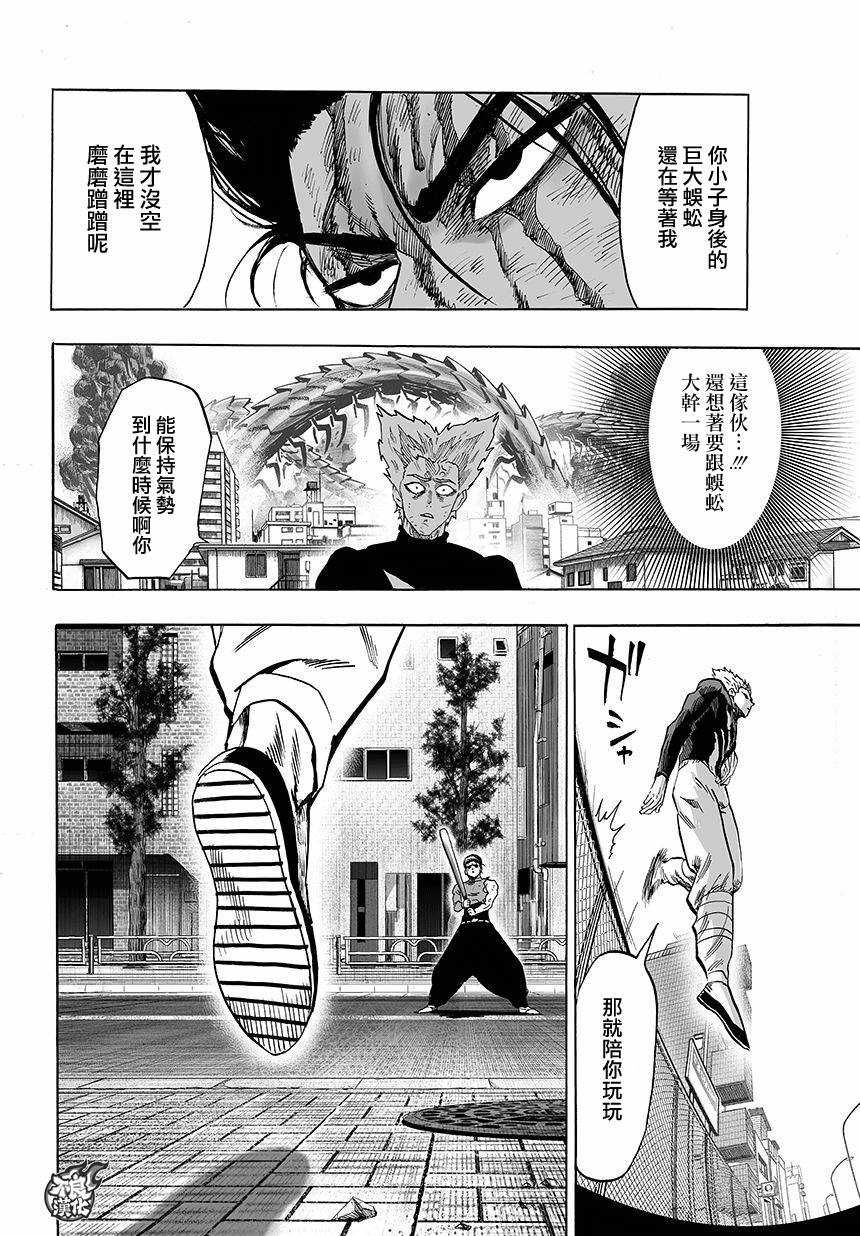 你小子身後的
巨大蜈蚣
還在等著我
我才沒空
在這裡
磨磨蹭蹭呢
這傢伙…!!!
還想著要跟蜈蚣
大幹一場
能保持氣勢
到什麼時候啊你
ザッ
シャ
那就陪你玩玩